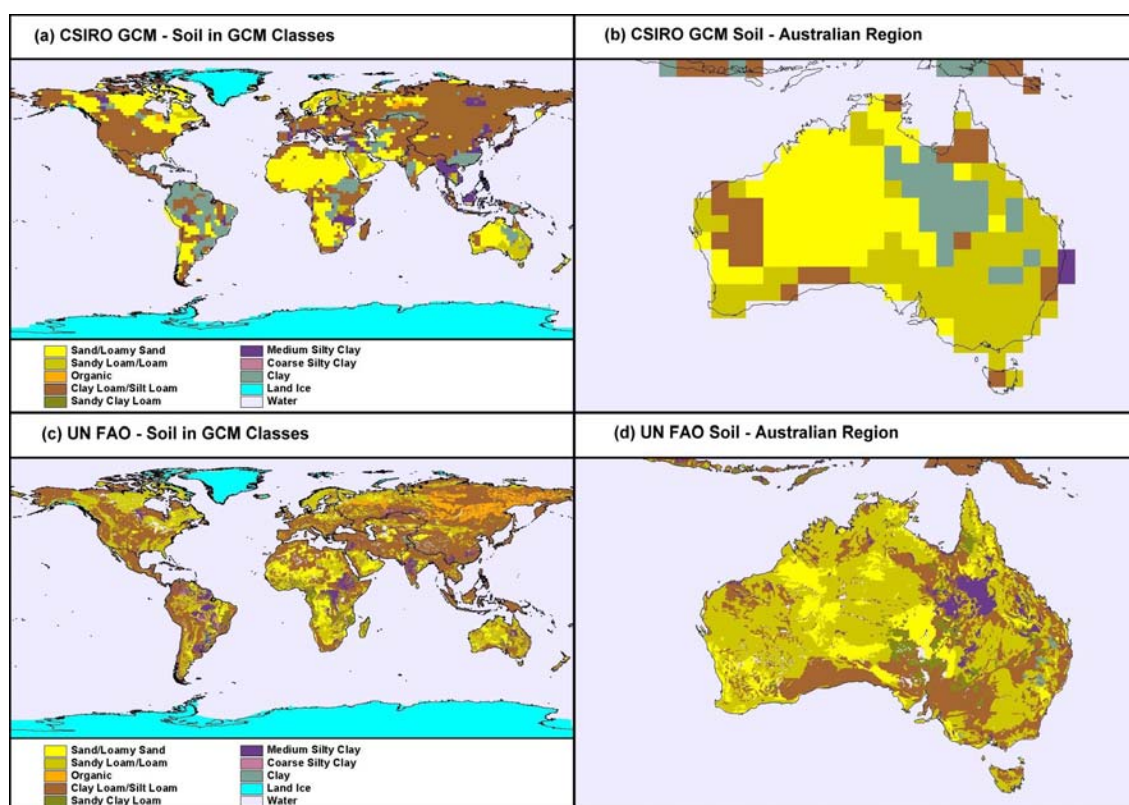 (a) CSIRO GCM - Soil in GCM Classes
(b) CSIRO GCM Soil - Australian Region
Sand/Loamy Sand
Sandy Loam/Loam
Organic
Clay Loam/Silt Loam
Sandy Clay Loam
Medium Silty Clay
Coarse Silty Clay
Clay
Land Ice
Water
(c) UN FAO - Soil in GCM Classes
(d) UN FAO Soil - Australian Region
Sand/Loamy Sand
Sandy Loam/Loam
Organic
Clay Loam/Silt Loam
Sandy Clay Loam
Medium Silty Clay
Coarse Silty Clay
Clay
Land Ice
Water